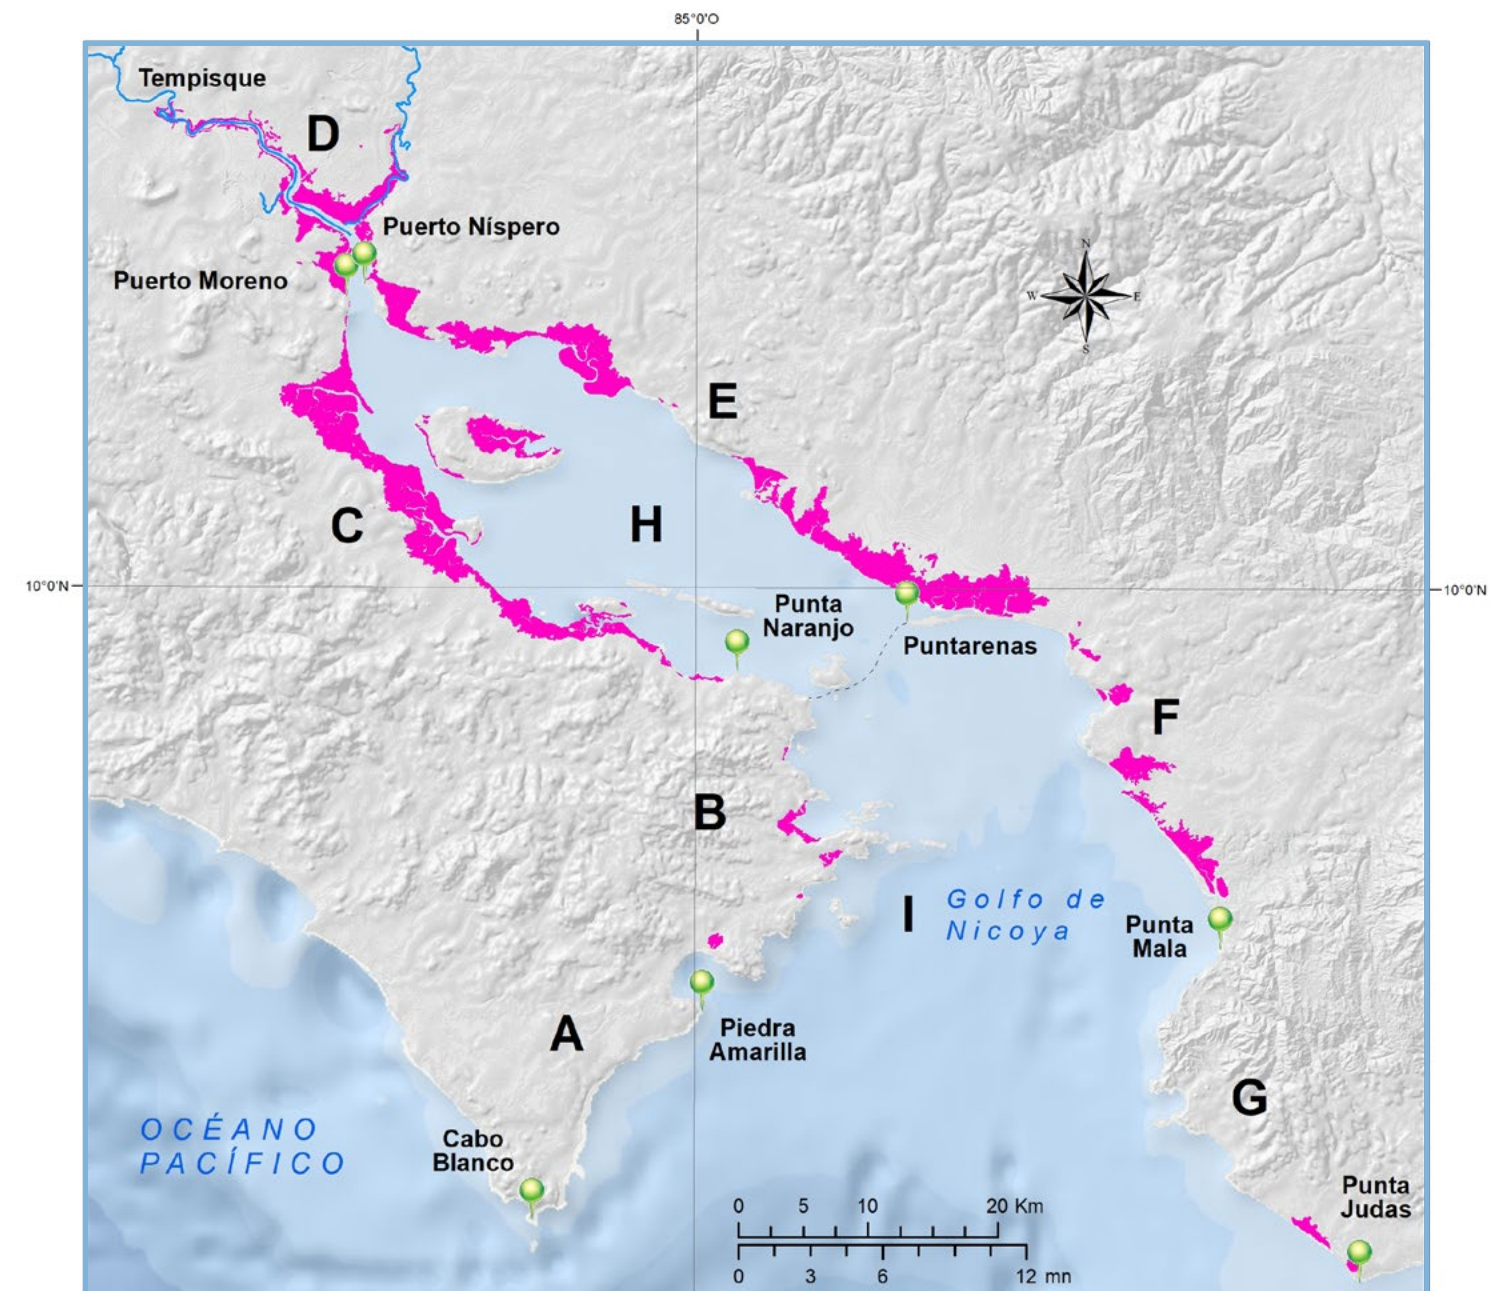 85°0'O
Tempisque
D
Puerto Níspero
Puerto Moreno
N
W
E
S
E
C
H
10°0'N
10°0'N
Punta
Naranjo
Puntarenas
F
B
I
Golfo de
Nicoya
Punta
Mala
A
Piedra
Amarilla
G
OCÉANO
PACÍFICO
Cabo
Blanco
Punta
Judas
0 5 10 20 Km
0 3 6 12 mn